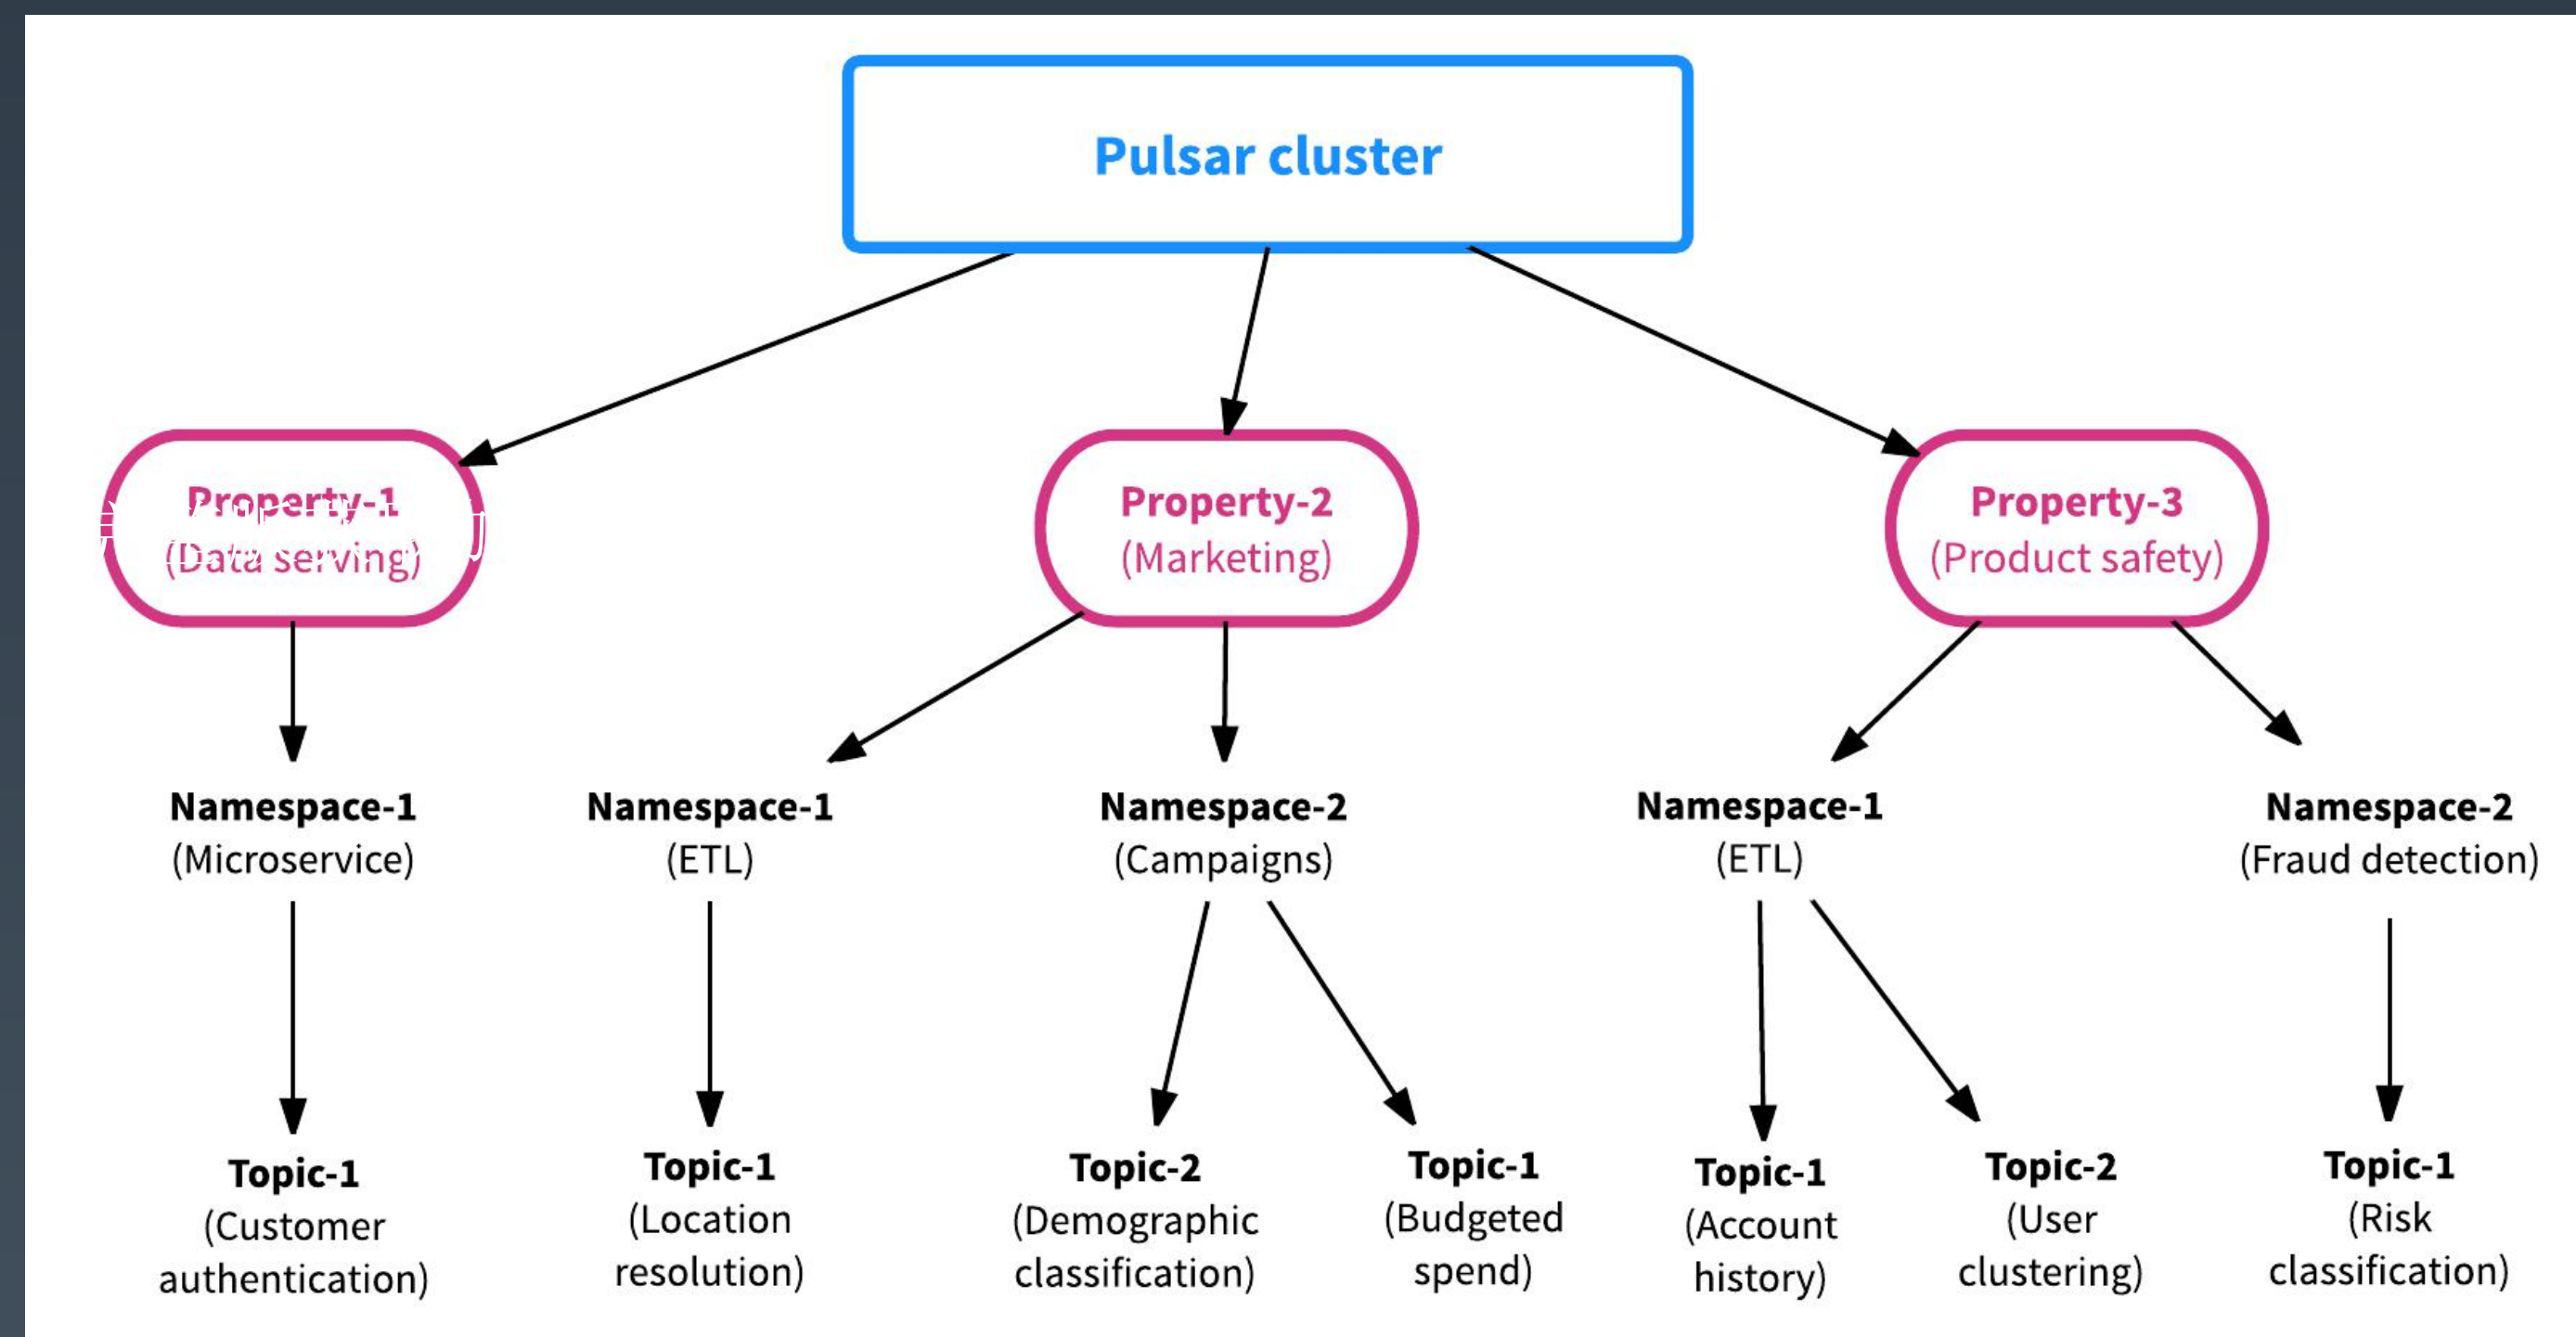 Pulsar cluster
Property-1
(Data serving)
Property-2
(Marketing)
Property-3
(Product safety)
Namespace-1
(Microservice)
Namespace-1
(ETL)
Namespace-2
(Campaigns)
Namespace-1
(ETL)
Namespace-2
(Fraud detection)
Topic-1
(Customer
authentication)
Topic-1
(Location
resolution)
Topic-2
(Demographic
classification)
Topic-1
(Budgeted
spend)
Topic-1
(Account
history)
Topic-2
(User
clustering)
Topic-1
(Risk
classification)